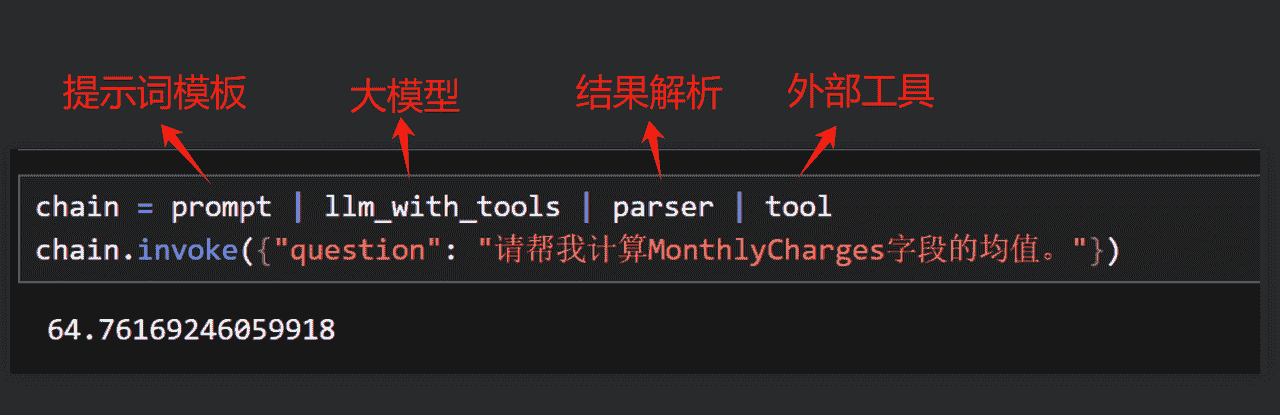 提示词模板 大模型 结果解析 外部工具
chain = prompt | llm_with_tools | parser | tool
chain.invoke({"question": "请帮我计算MonthlyCharges字段的均值。"})
64.76169246059918